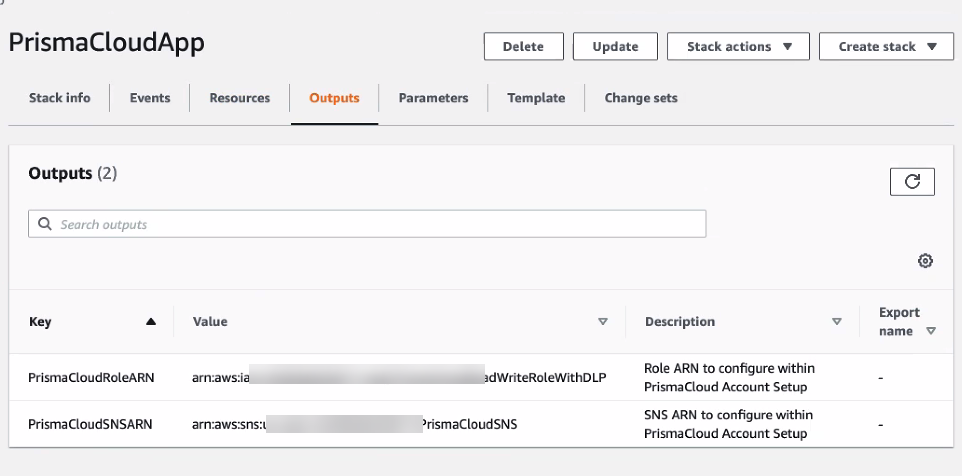 PrismaCloudApp
Delete
Update
Stack actions
Create stack
Stack info
Events
Resources
Outputs
Parameters
Template
Change sets
Outputs (2)
Search outputs
Key
Value
Description
Export
name
PrismaCloudRoleARN
arn:aws:ia adWriteRoleWithDLP
Role ARN to configure within
PrismaCloud Account Setup
-
PrismaCloudSNSARN
arn:aws:sns:u PrismaCloudSNS
SNS ARN to configure within
PrismaCloud Account Setup
-